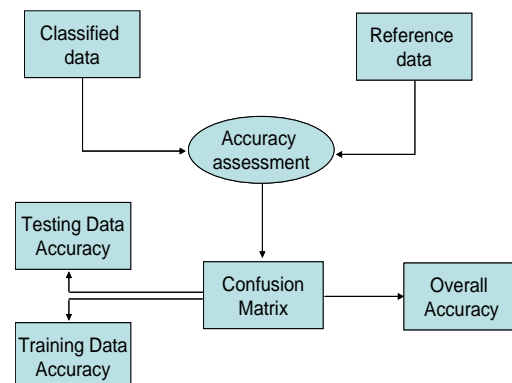 Classified
data
Reference
data
Accuracy
assessment
Testing Data
Accuracy
Confusion
Matrix
Overall
Accuracy
Training Data
Accuracy